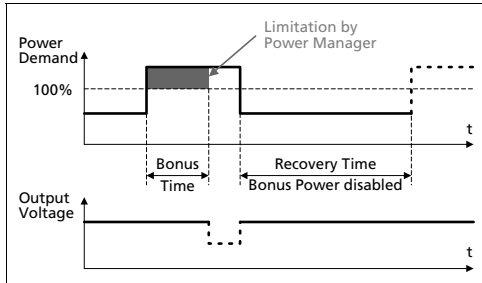 Limitation by
Power Manager
Power
Demand
100%
t
Bonus
Time
Recovery Time
Bonus Power disabled
Output
Voltage
t